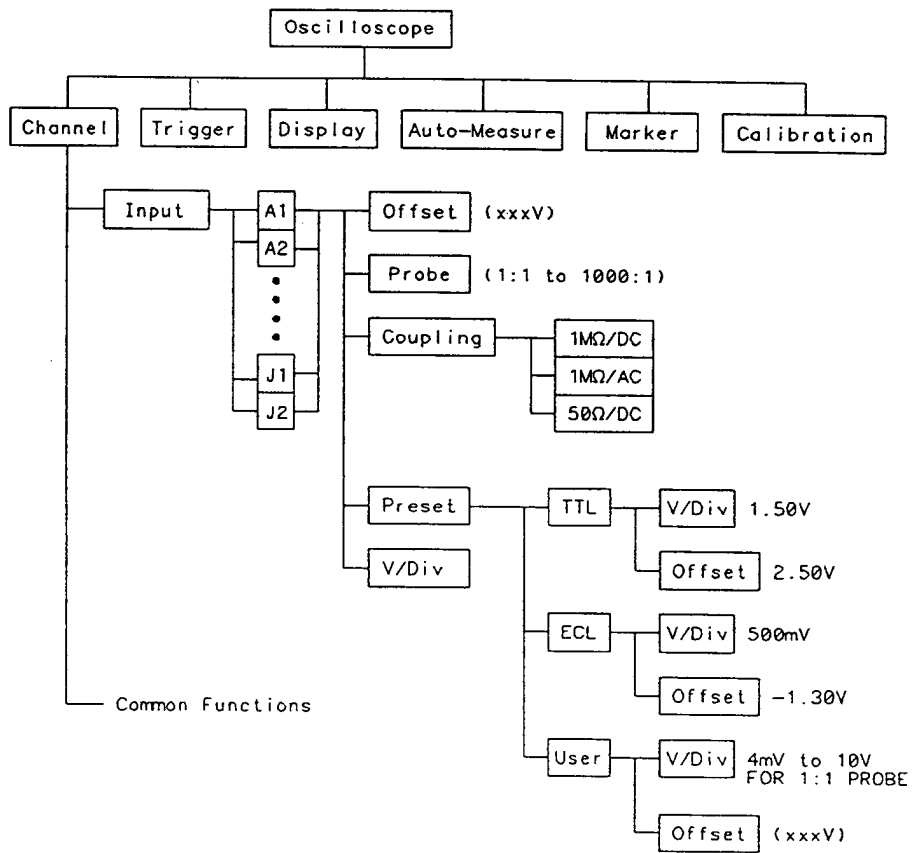 Oscilloscope
Channel
Trigger
Display
Auto-Measure
Marker
Calibration
Input
A1
A2
J1
J2
Offset (xxxV)
Probe (1:1 to 1000:1)
Coupling
1MΩ/DC
1MΩ/AC
50Ω/DC
Preset
V/Div
TTL
V/Div 1.50V
Offset 2.50V
ECL
V/Div 500mV
Offset -1.30V
User
V/Div 4mV to 10V
FOR 1:1 PROBE
Offset (xxxV)
Common Functions